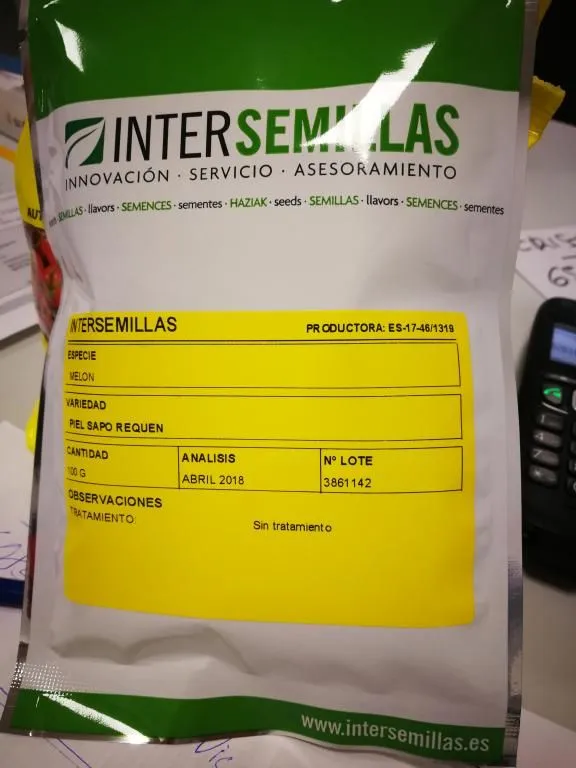 INTERSEMILLAS
INNOVACIÓN · SERVICIO · ASESORAMIENTO
SEMILLAS · llavors · SEMENCES · sementes · HAZIAK · seeds · SEMILLAS · llavors · SEMENCES · sementes
INTERSEMILLAS PRODUCTORA: ES-17-46/1319
ESPECIE
MELON
VARIEDAD
PIEL SAPO REQUEN
CANTIDAD ANALISIS Nº LOTE
100 G ABRIL 2018 3861142
OBSERVACIONES
TRATAMIENTO: Sin tratamiento
www.intersemillas.es
AUT